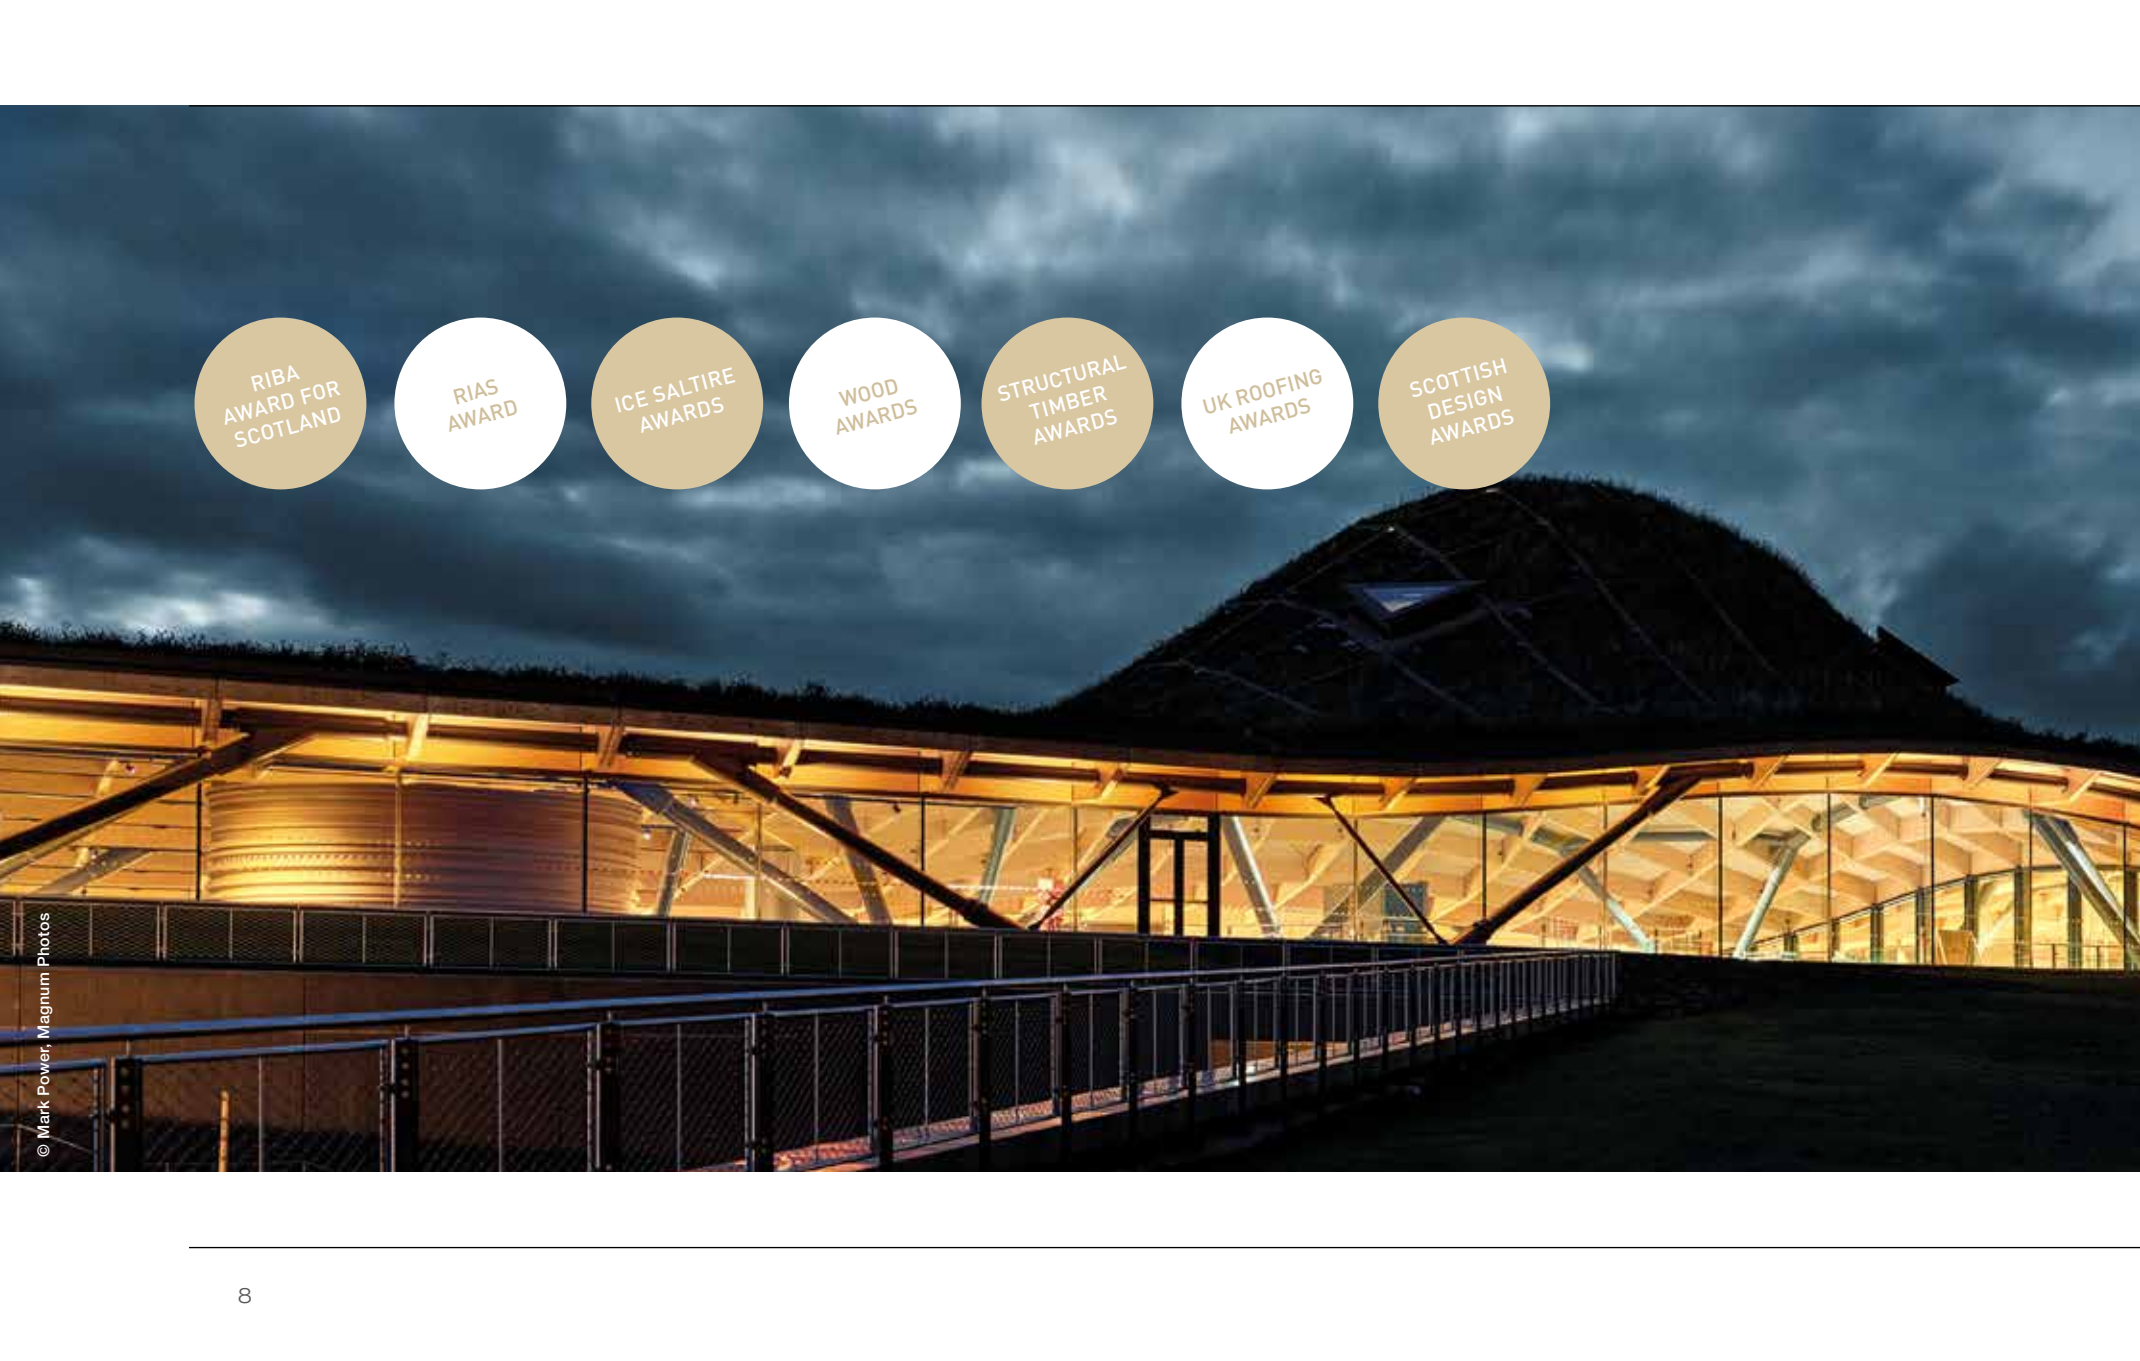 RIBA
AWARD FOR
SCOTLAND
RIAS
AWARD
ICE SALTIRE
AWARDS
WOOD
AWARDS
STRUCTURAL
TIMBER
AWARDS
UK ROOFING
AWARDS
SCOTTISH
DESIGN
AWARDS
© Mark Power, Magnum Photos
8